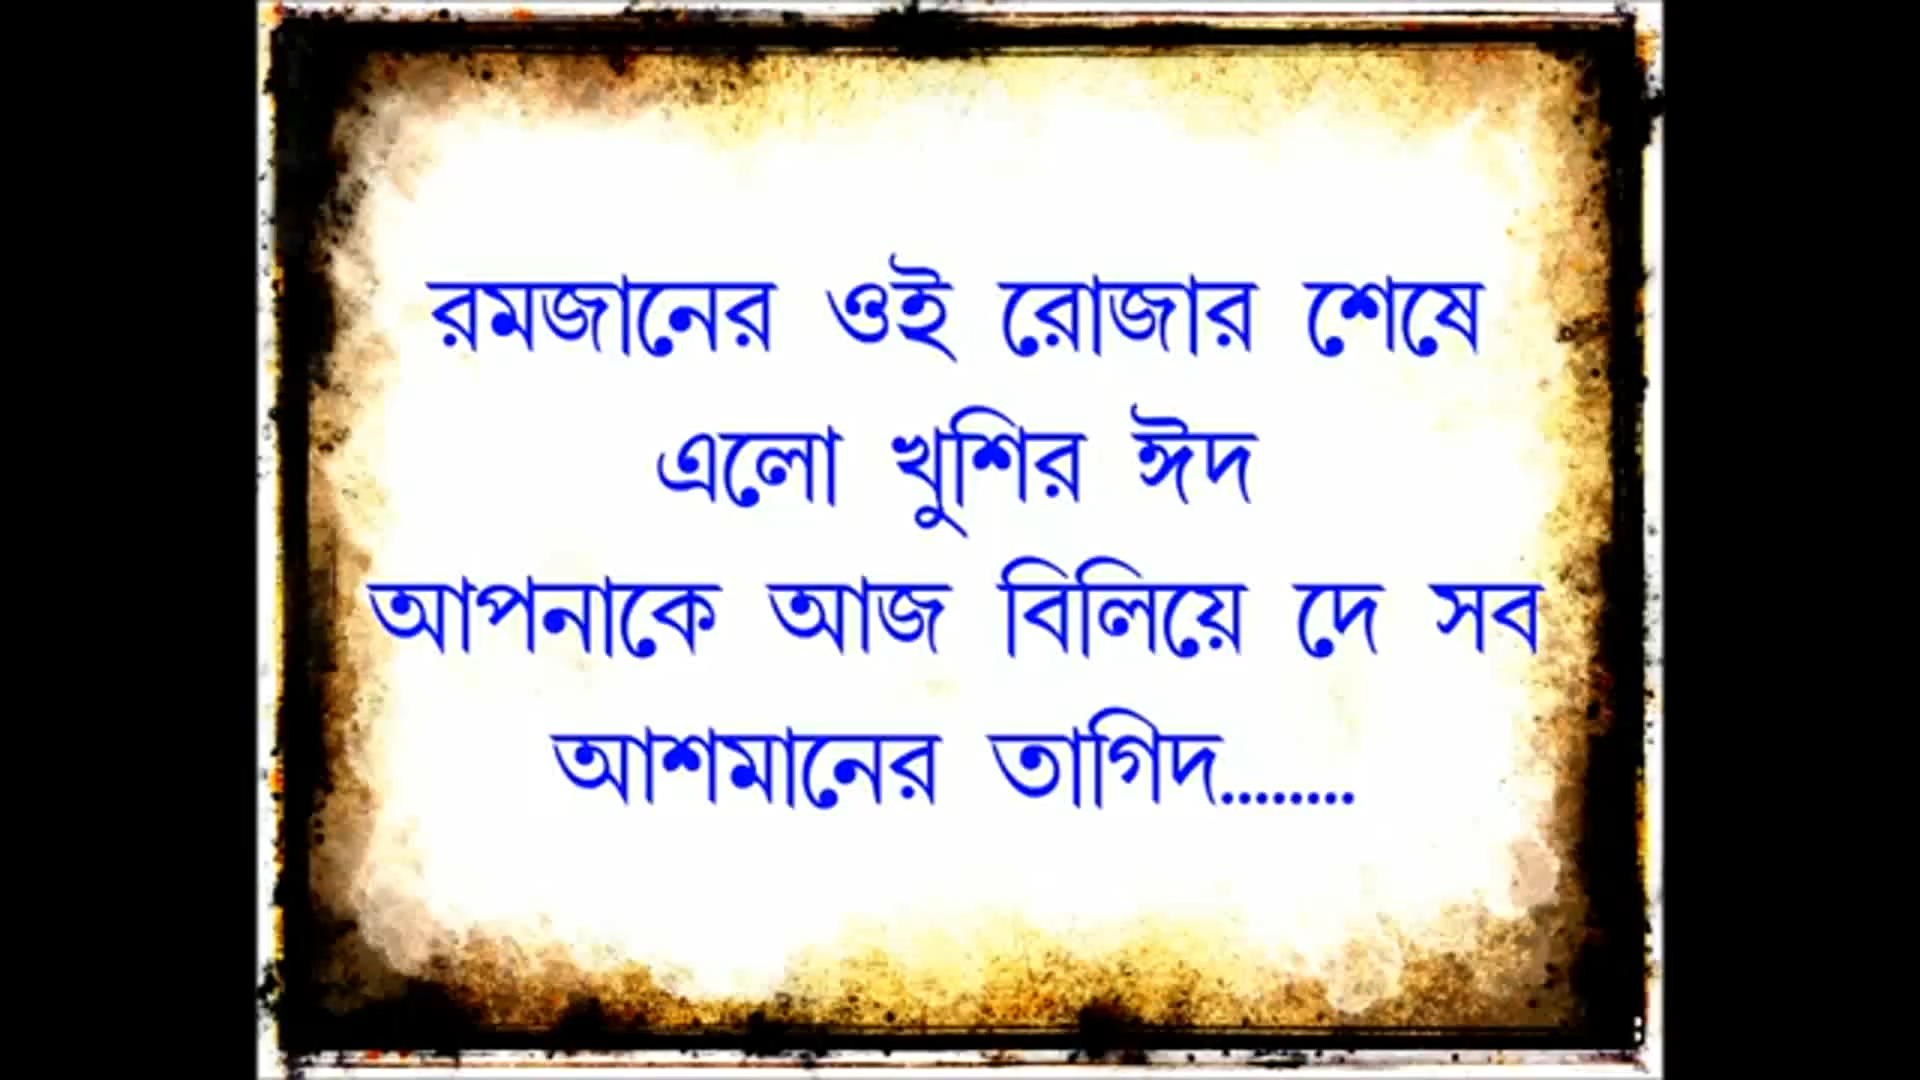 রমজানের ওই রোজার শেষে
এলো খুশির ঈদ
আপনাকে আজ বিলিয়ে দে সব
আশমানের তাগিদ........